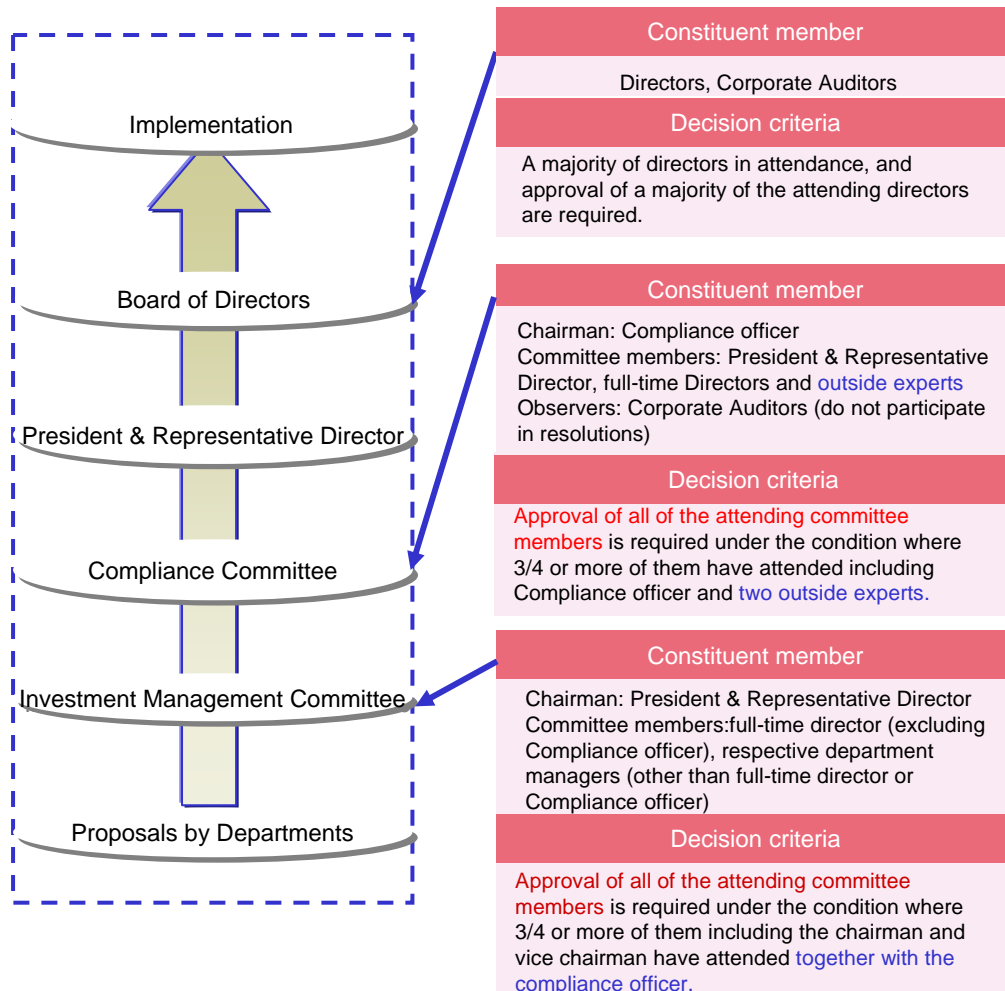 Implementation
Board of Directors
President & Representative Director
Compliance Committee
Investment Management Committee
Proposals by Departments
Constituent member
Directors, Corporate Auditors
Decision criteria
A majority of directors in attendance, and
approval of a majority of the attending directors
are required.
Constituent member
Chairman: Compliance officer
Committee members: President & Representative
Director, full-time Directors and outside experts
Observers: Corporate Auditors (do not participate
in resolutions)
Decision criteria
Approval of all of the attending committee
members is required under the condition where
3/4 or more of them have attended including
Compliance officer and two outside experts.
Constituent member
Chairman: President & Representative Director
Committee members:full-time director (excluding
Compliance officer), respective department
managers (other than full-time director or
Compliance officer)
Decision criteria
Approval of all of the attending committee
members is required under the condition where
3/4 or more of them including the chairman and
vice chairman have attended together with the
compliance officer.